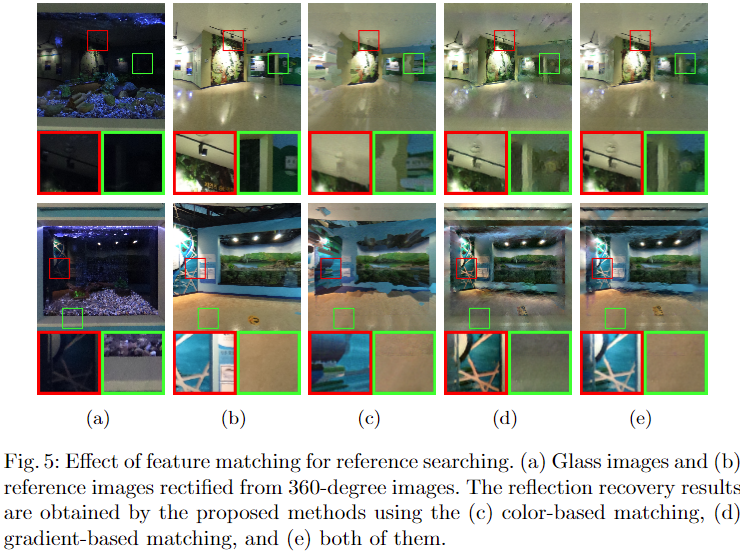 (a) (b) (c) (d) (e)
Fig. 5: Effect of feature matching for reference searching. (a) Glass images and (b)
reference images rectified from 360-degree images. The reflection recovery results
are obtained by the proposed methods using the (c) color-based matching, (d)
gradient-based matching, and (e) both of them.